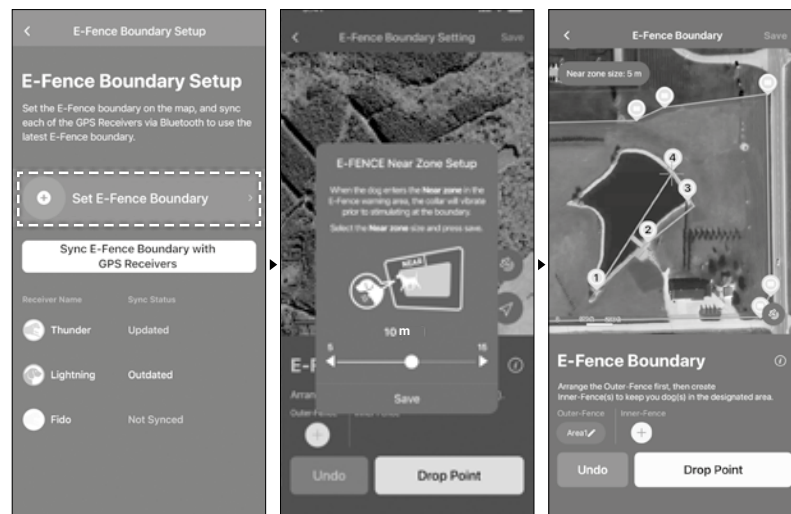 E-Fence Boundary Setup
E-Fence Boundary Setup
Set the E-Fence boundary on the map, and sync
each of the GPS Receivers via Bluetooth to use the
latest E-Fence boundary.
Set E-Fence Boundary
Sync E-Fence Boundary with
GPS Receivers
Receiver Name Sync Status
Thunder Updated
Lightning Outdated
Fido Not Synced
E-Fence Boundary Setting Save
E-FENCE Near Zone Setup
When the dog enters the Near zone in the
E-Fence warning area, the collar will vibrate
prior to stimulating at the boundary.
Select the Near zone size and press save.
NEAR
10 m
5 15
Save
Outer-Fence Inner-Fence
Undo Drop Point
E-Fence Boundary Save
Near zone size: 5 m
4
3
2
1
E-Fence Boundary
Arrange the Outer-Fence first, then create
Inner-Fence(s) to keep you dog(s) in the designated area.
Outer-Fence Inner-Fence
Area1
Undo Drop Point